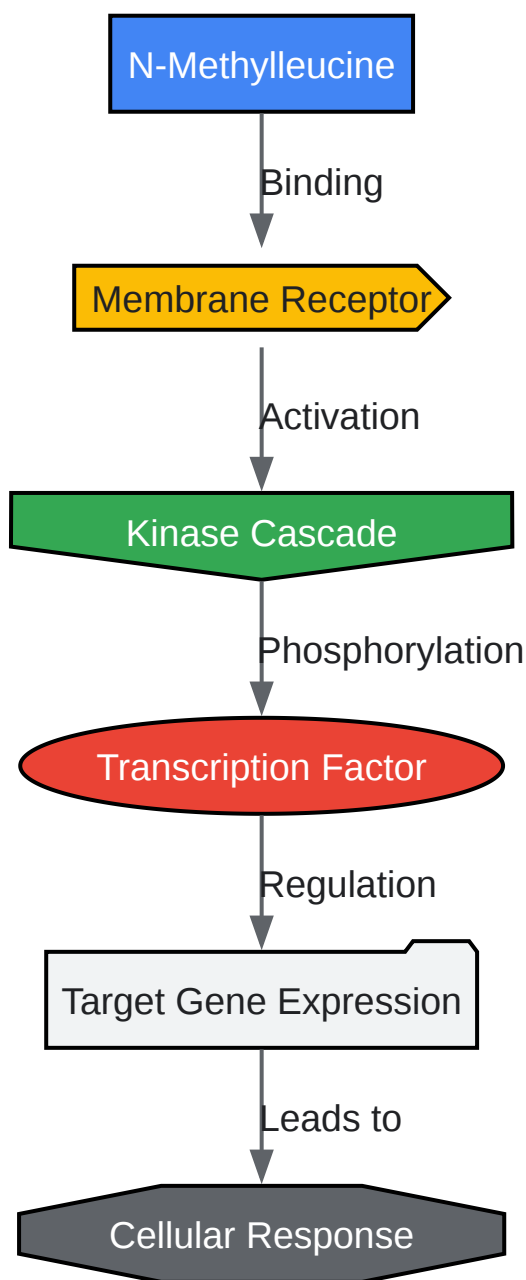 N-Methylleucine
Binding
Membrane Receptor
Activation
Kinase Cascade
Phosphorylation
Transcription Factor
Regulation
Target Gene Expression
Leads to
Cellular Response